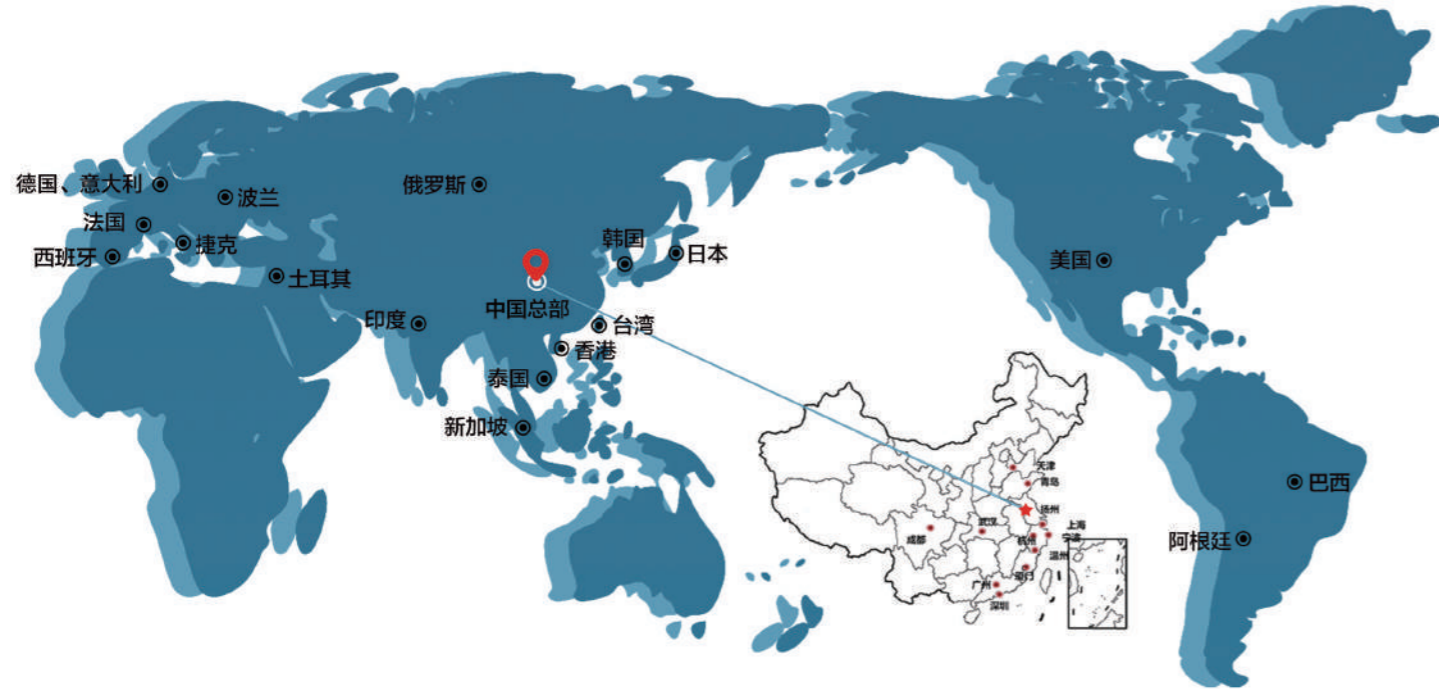 德国、意大利
波兰
俄罗斯
法国
捷克
韩国
日本
西班牙
土耳其
美国
中国总部
印度
台湾
香港
泰国
新加坡
天津
青岛
巴西
扬州
武汉
上海
成都
杭州
宁波
阿根廷
温州
厦门
广州
深圳